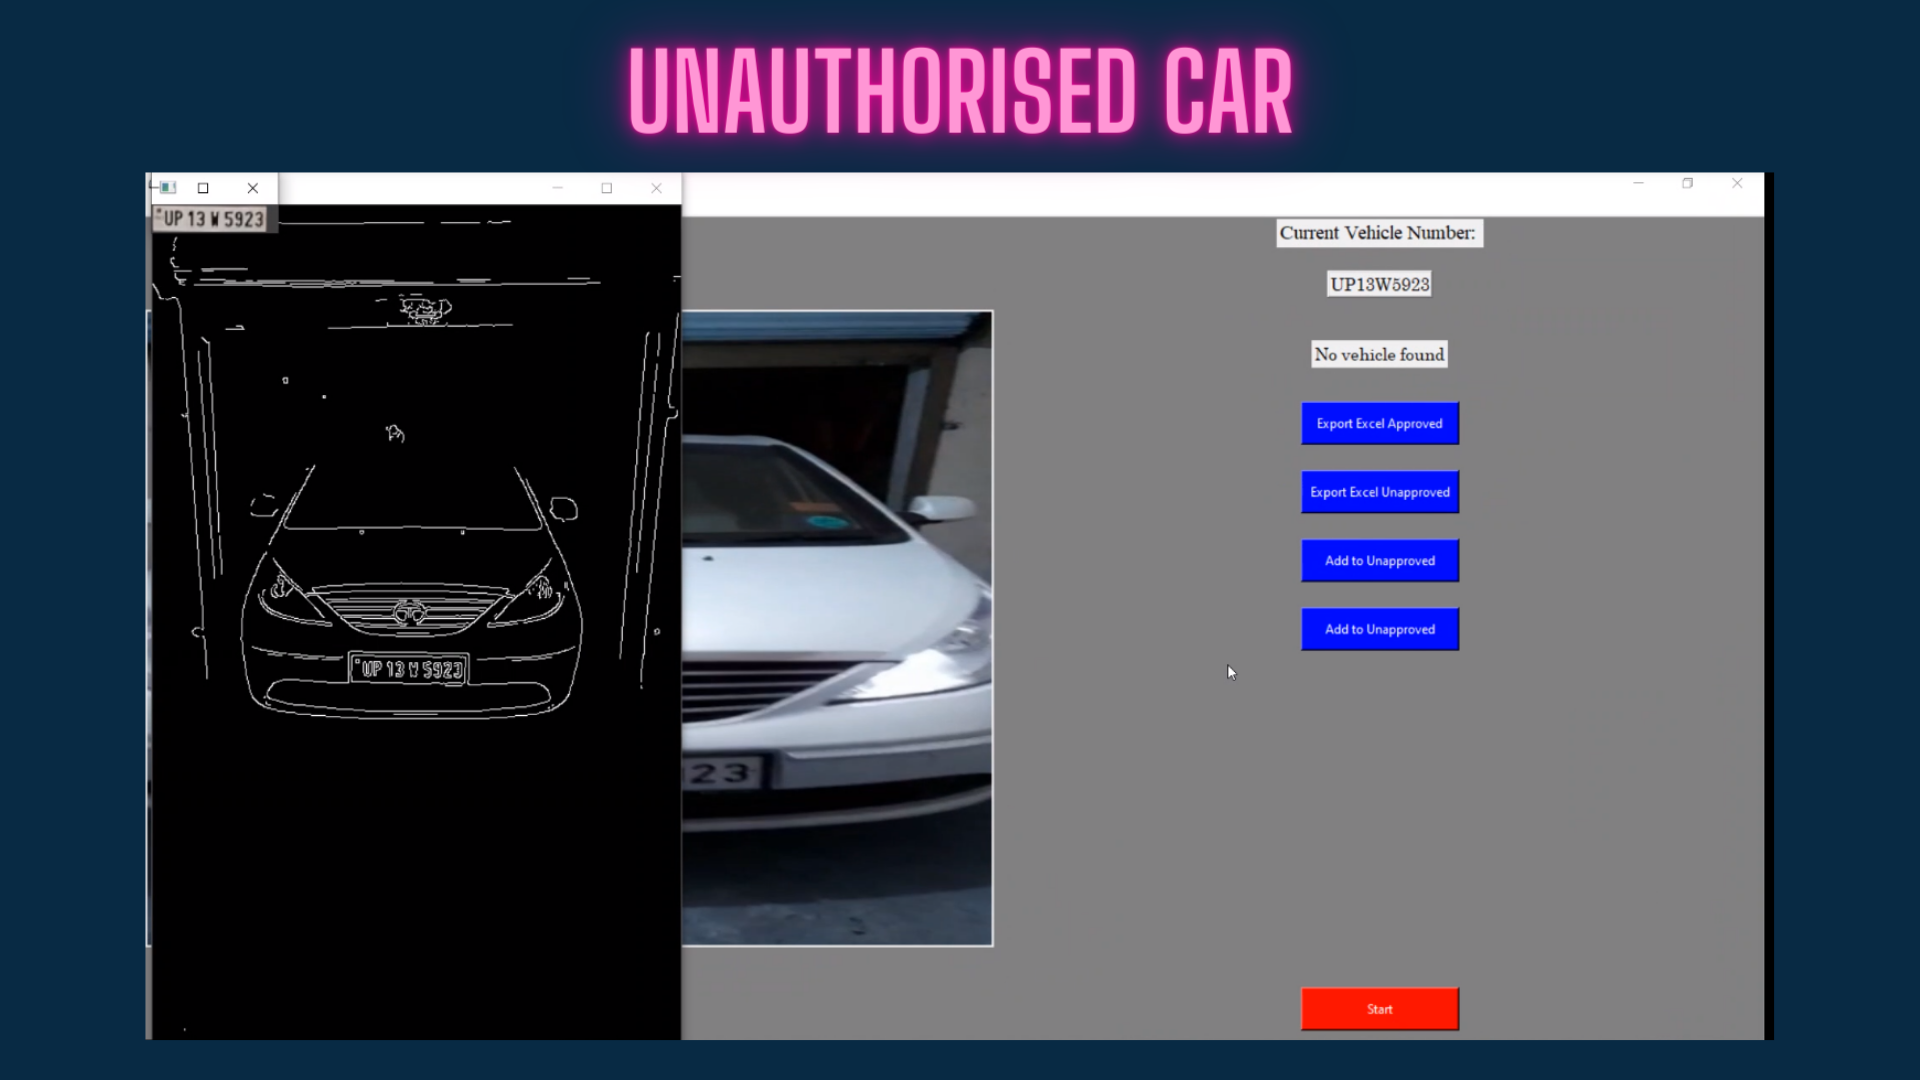 UNAUTHORISED CAR
UP 13 W 5923
UP 13 W 5923
23
Current Vehicle Number:
UP13W5923
No vehicle found
Export Excel Approved
Export Excel Unapproved
Add to Unapproved
Add to Unapproved
Start